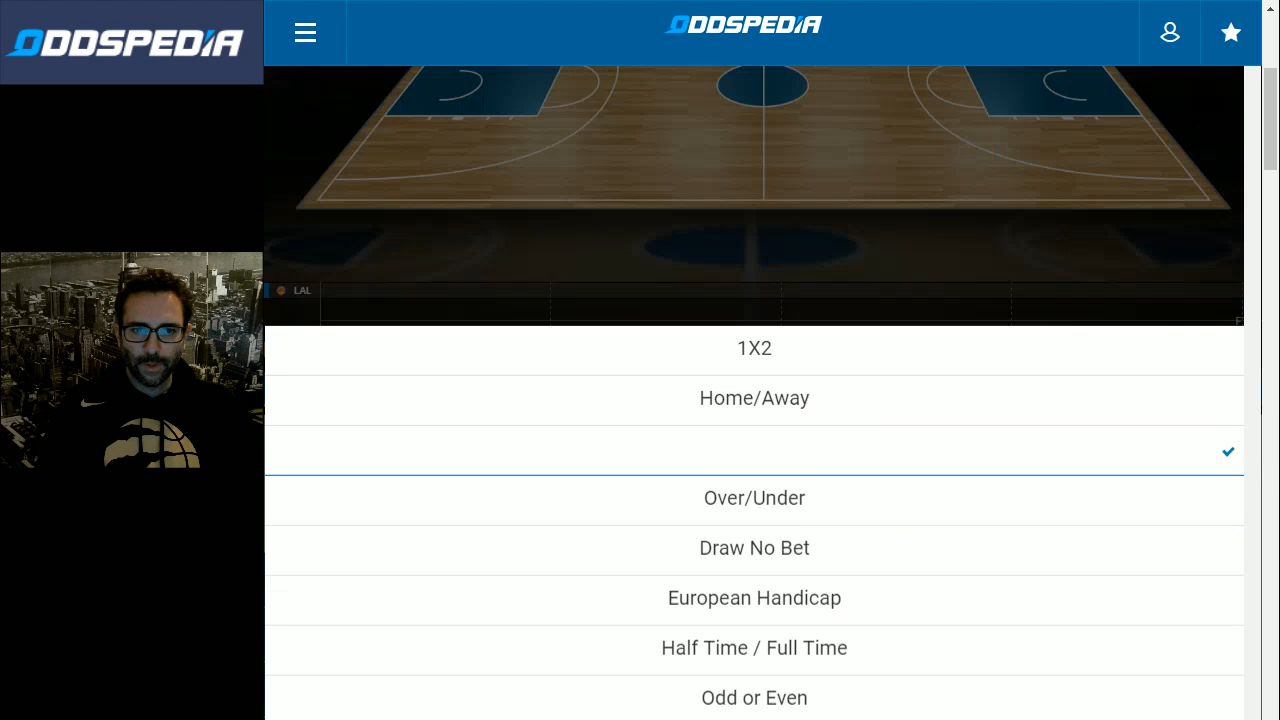 ODDSPEDIA
ODDSPEDIA
LAL
1X2
Home/Away
Over/Under
Draw No Bet
European Handicap
Half Time / Full Time
Odd or Even